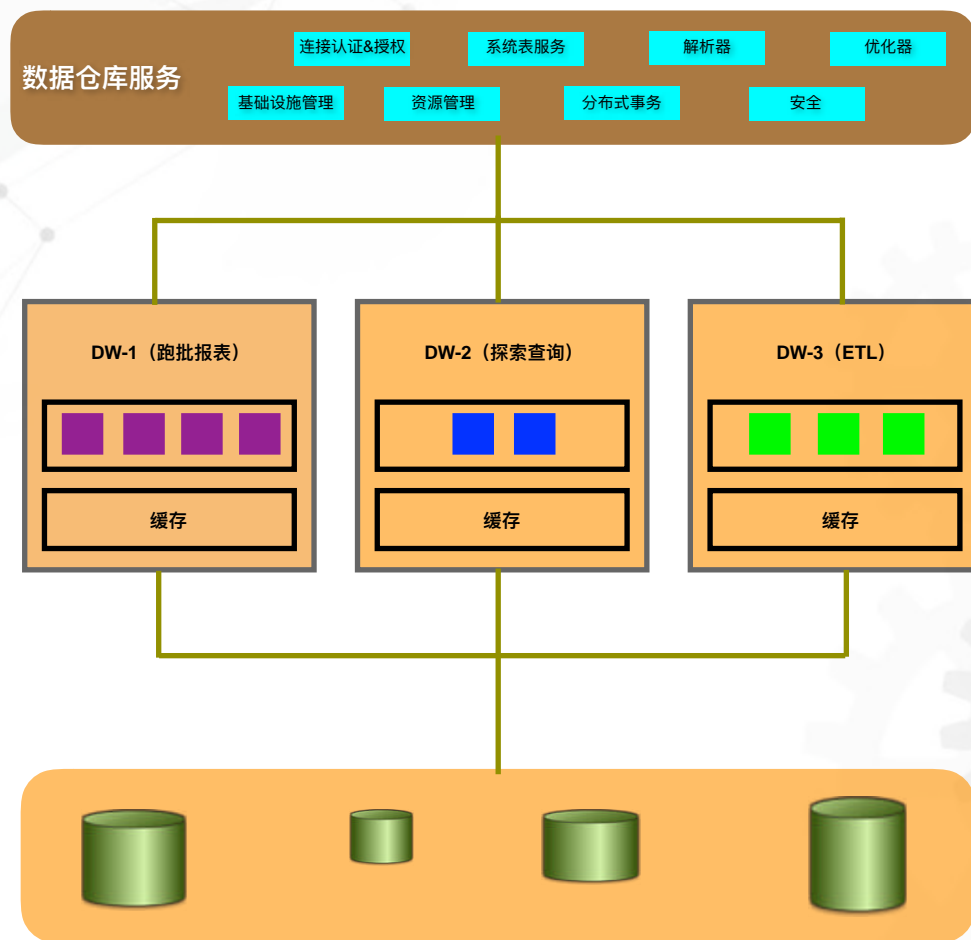 连接认证&授权
系统表服务
解析器
优化器
数据仓库服务
基础设施管理
资源管理
分布式事务
安全
DW-1（跑批报表）
DW-2（探索查询）
DW-3（ETL）
缓存
缓存
缓存